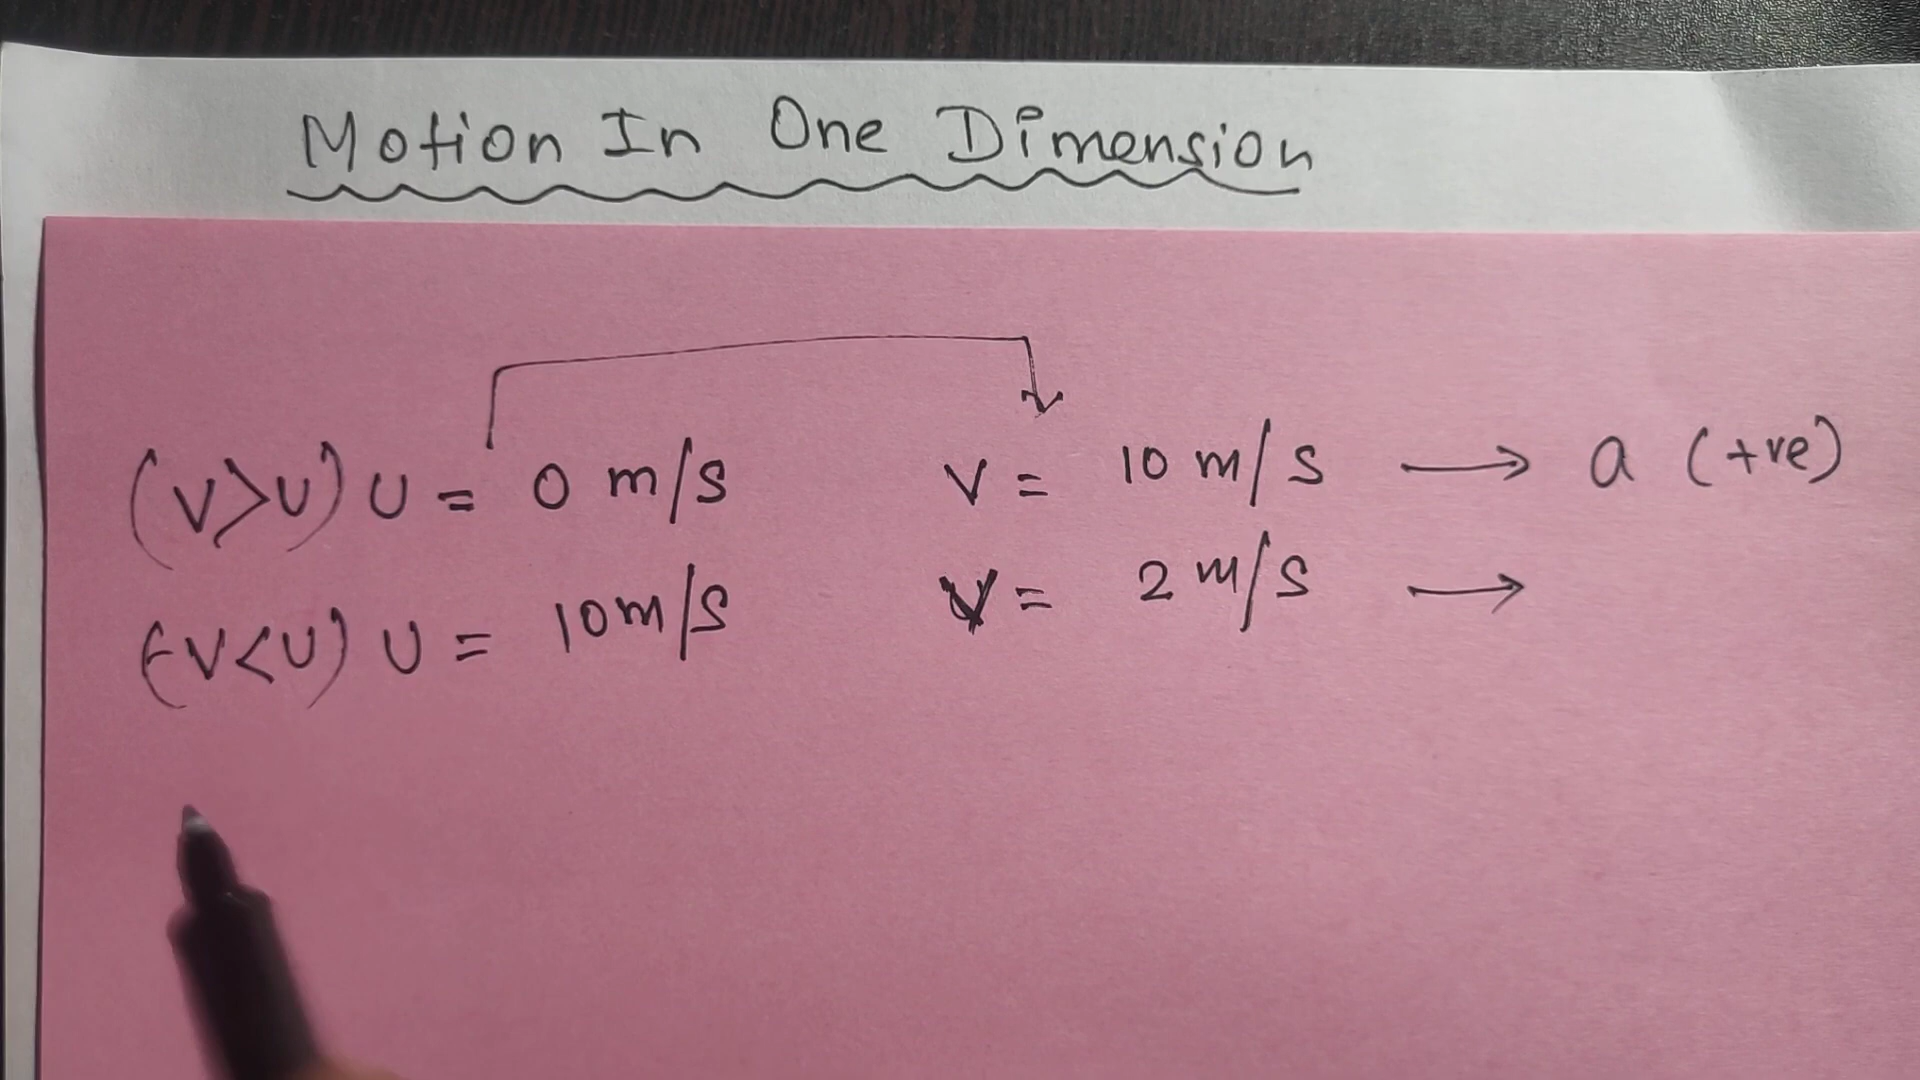 Motion In One Dimension
(V>U) U = 0 m/s V = 10 m/s → a (+ve)
(V<U) U = 10 m/s V = 2 m/s →